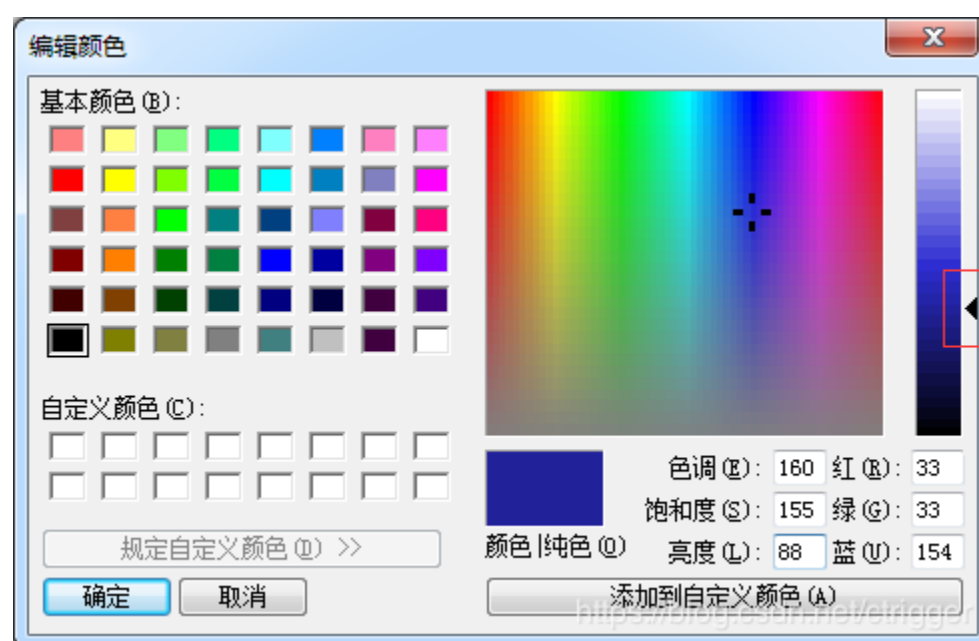 编辑颜色
基本颜色(B):
自定义颜色(C):
规定自定义颜色(D) >>
确定 取消
颜色|纯色(O)
色调(E): 160 红(R): 33
饱和度(S): 155 绿(G): 33
亮度(L): 88 蓝(U): 154
添加到自定义颜色(A)
https://blog.csdn.net/ctrigger